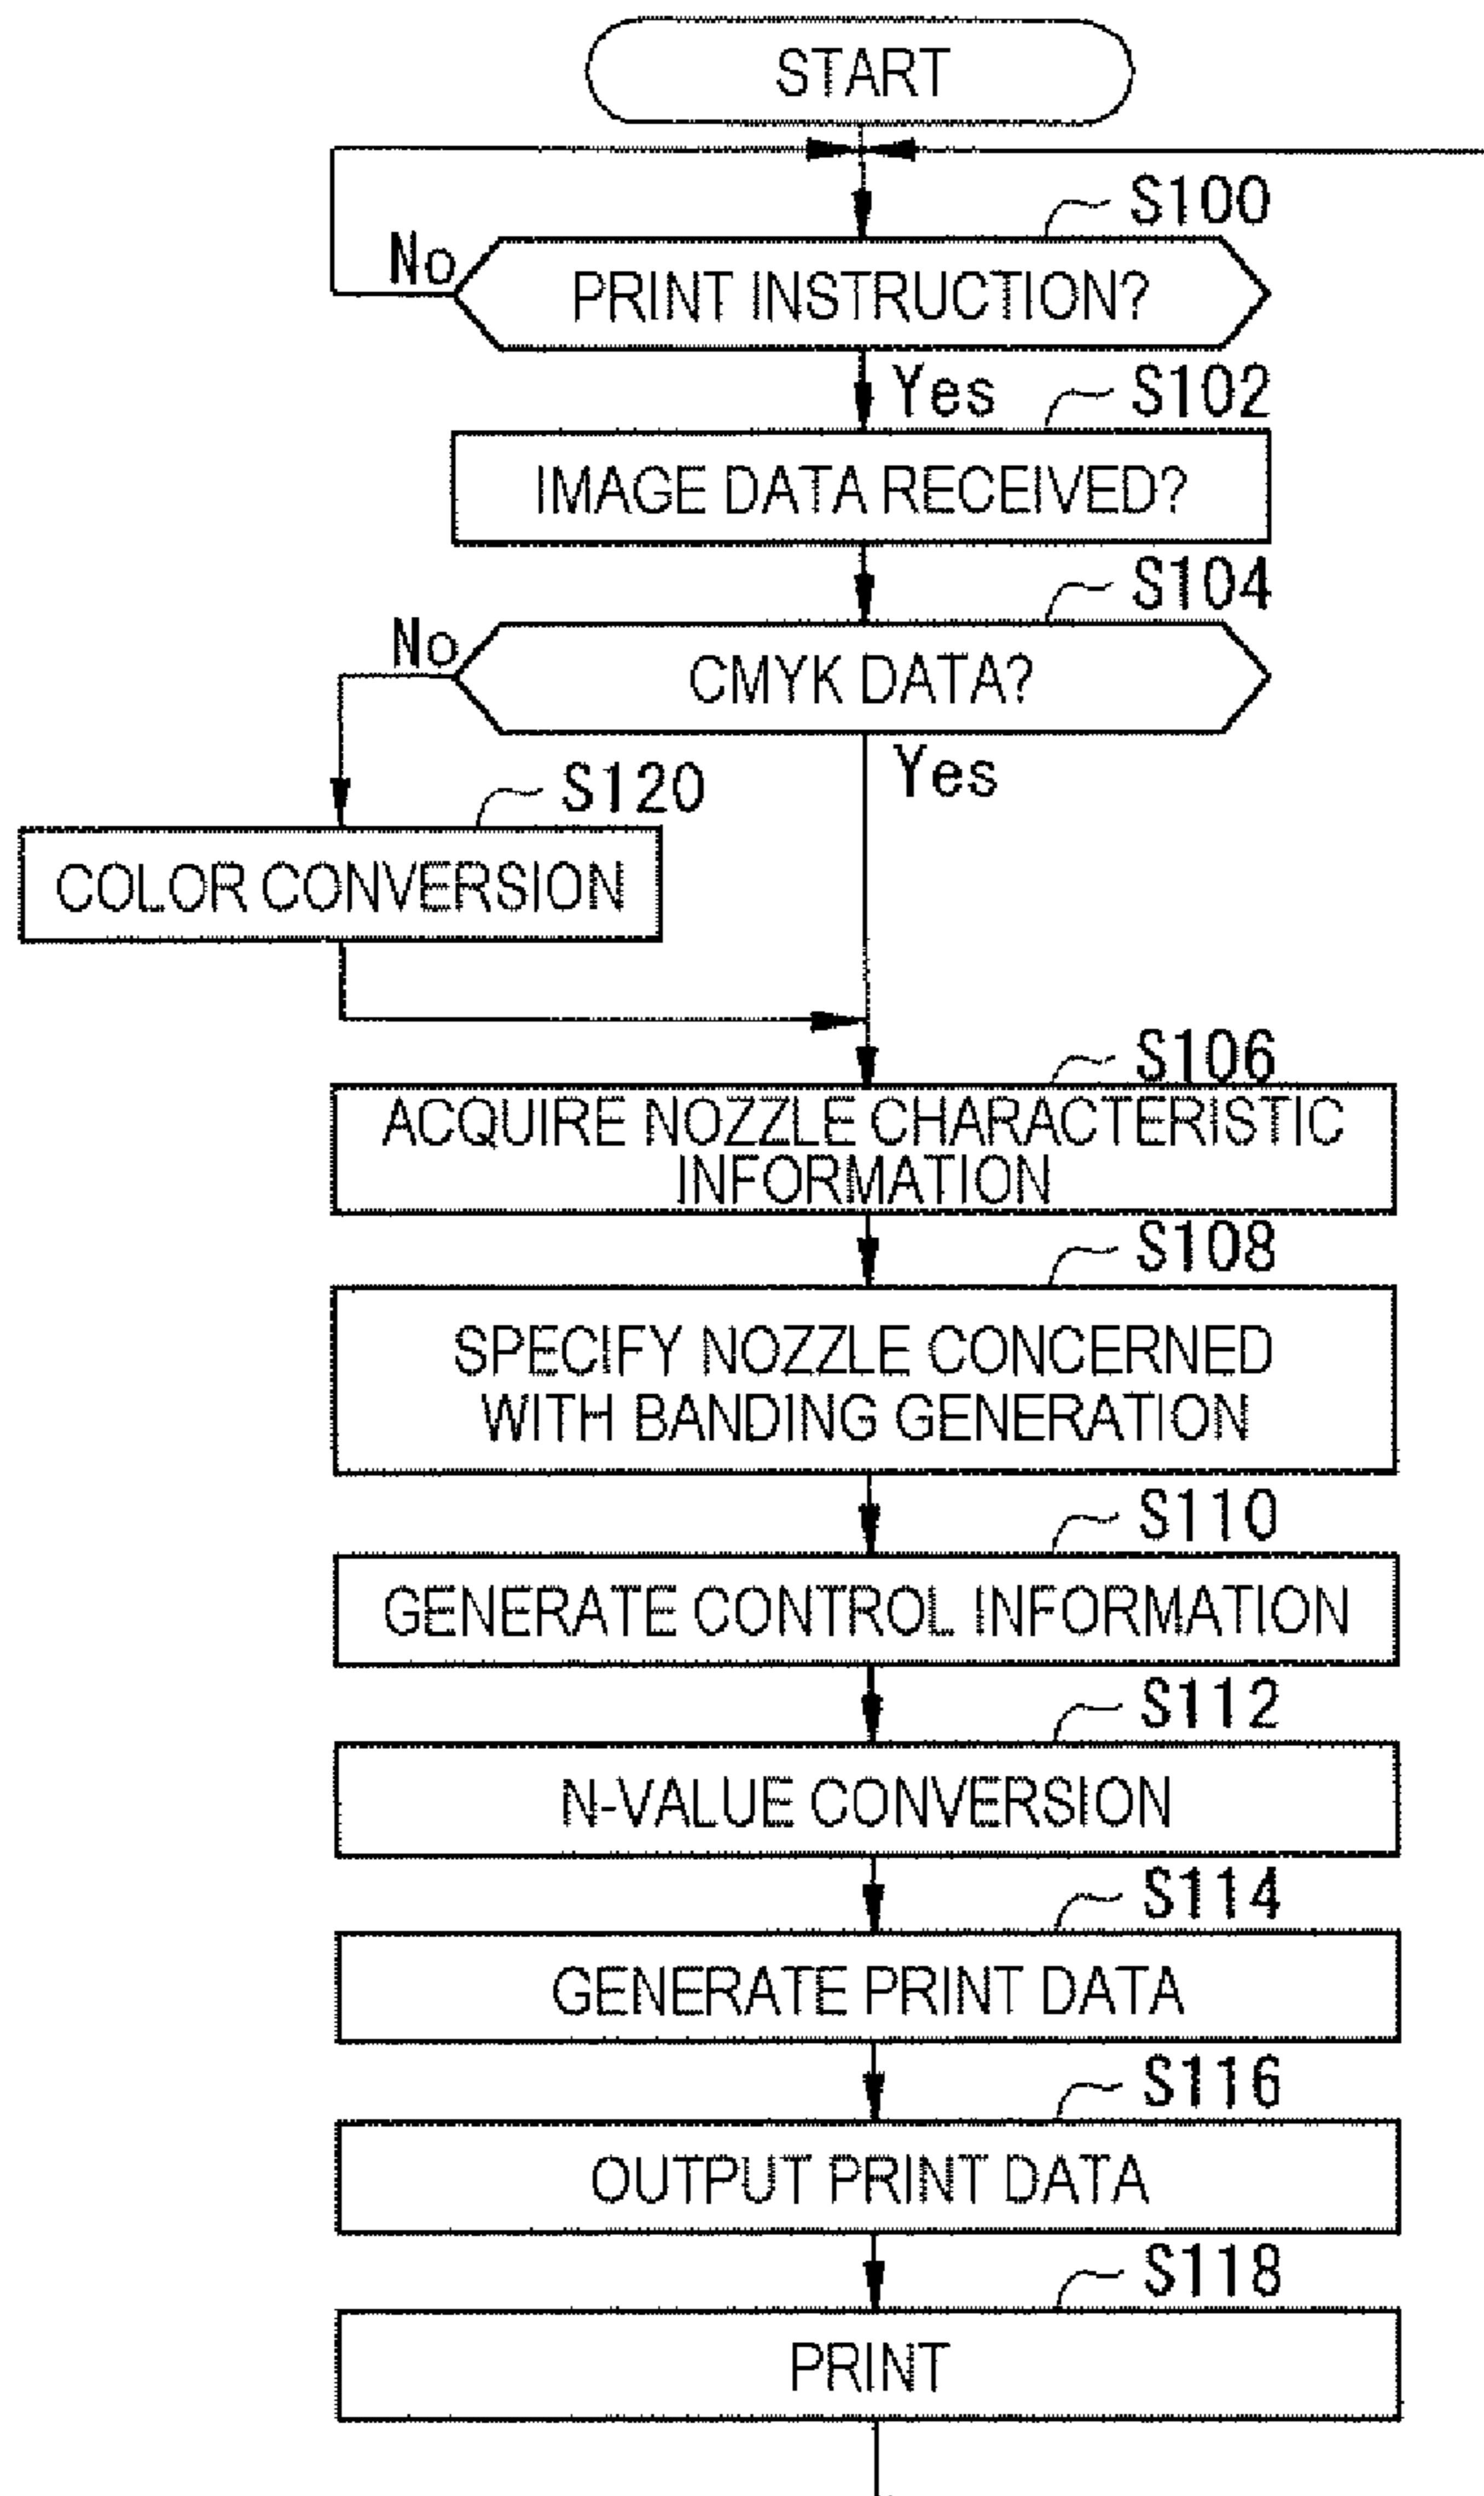 START
S100
No
PRINT INSTRUCTION?
Yes
S102
IMAGE DATA RECEIVED?
S104
No
CMYK DATA?
Yes
S120
COLOR CONVERSION
S106
ACQUIRE NOZZLE CHARACTERISTIC
INFORMATION
S108
SPECIFY NOZZLE CONCERNED
WITH BANDING GENERATION
S110
GENERATE CONTROL INFORMATION
S112
N-VALUE CONVERSION
S114
GENERATE PRINT DATA
S116
OUTPUT PRINT DATA
S118
PRINT